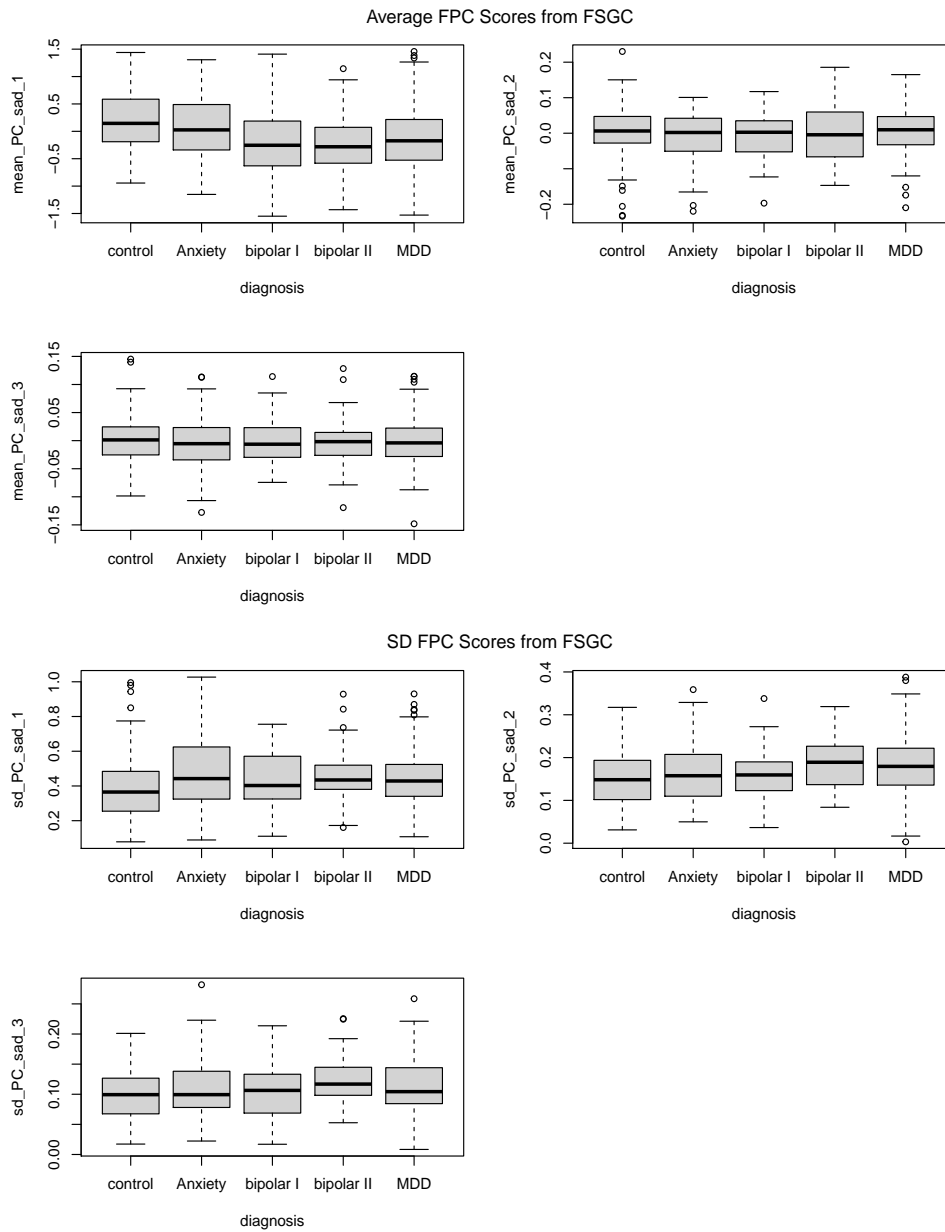 Average FPC Scores from FSGC
mean_PC_sad_1
1.5
0.5
−0.5
−1.5
control Anxiety bipolar I bipolar II MDD
diagnosis
mean_PC_sad_2
0.2
0.1
0.0
−0.2
control Anxiety bipolar I bipolar II MDD
diagnosis
mean_PC_sad_3
0.15
0.05
−0.05
−0.15
control Anxiety bipolar I bipolar II MDD
diagnosis
SD FPC Scores from FSGC
sd_PC_sad_1
1.0
0.8
0.6
0.4
0.2
control Anxiety bipolar I bipolar II MDD
diagnosis
sd_PC_sad_2
0.4
0.3
0.2
0.1
0.0
control Anxiety bipolar I bipolar II MDD
diagnosis
sd_PC_sad_3
0.20
0.10
0.00
control Anxiety bipolar I bipolar II MDD
diagnosis